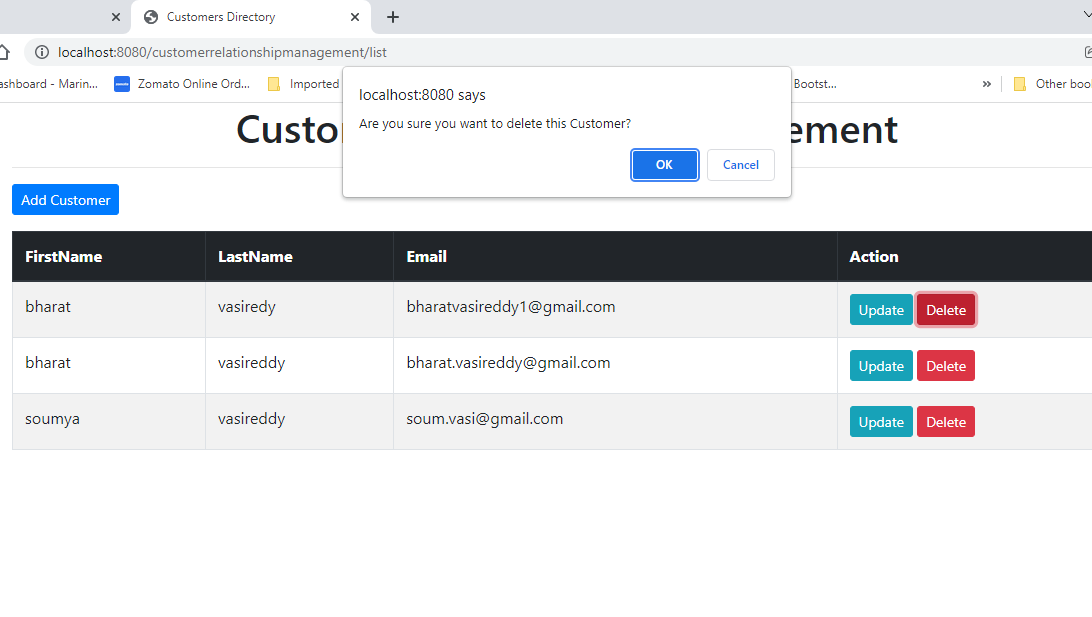 Customers Directory
localhost:8080/customerrelationshipmanagement/list
ashboard - Marin... Zomato Online Ord... Imported Bootst... » Other boo
localhost:8080 says
Are you sure you want to delete this Customer?
OK Cancel
Custo ement
Add Customer
FirstName LastName Email Action
bharat vasiredy bharatvasireddy1@gmail.com Update Delete
bharat vasireddy bharat.vasireddy@gmail.com Update Delete
soumya vasireddy soum.vasi@gmail.com Update Delete